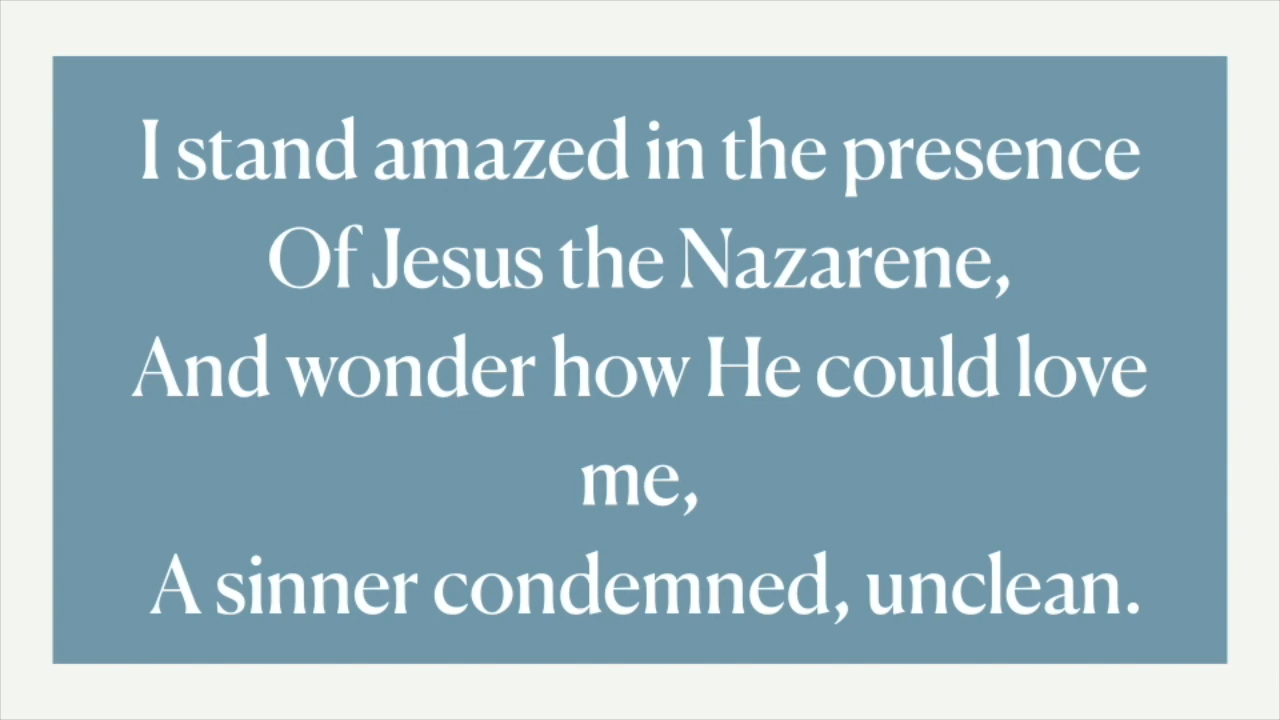 I stand amazed in the presence
Of Jesus the Nazarene,
And wonder how He could love
me,
A sinner condemned, unclean.